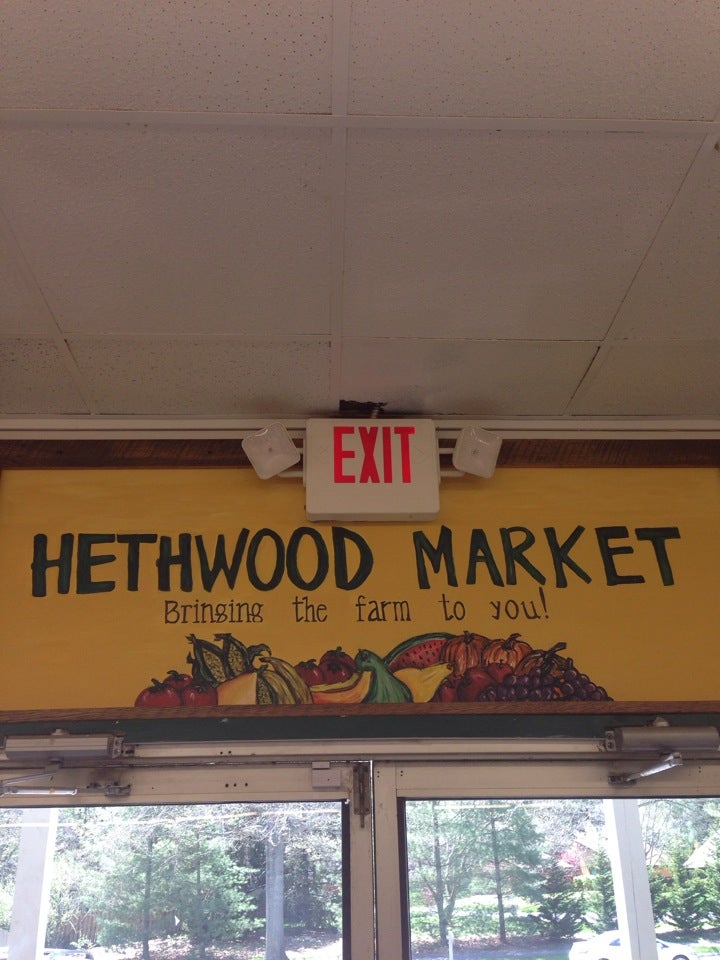 EXIT
HETHWOOD MARKET
Bringing the farm to you!